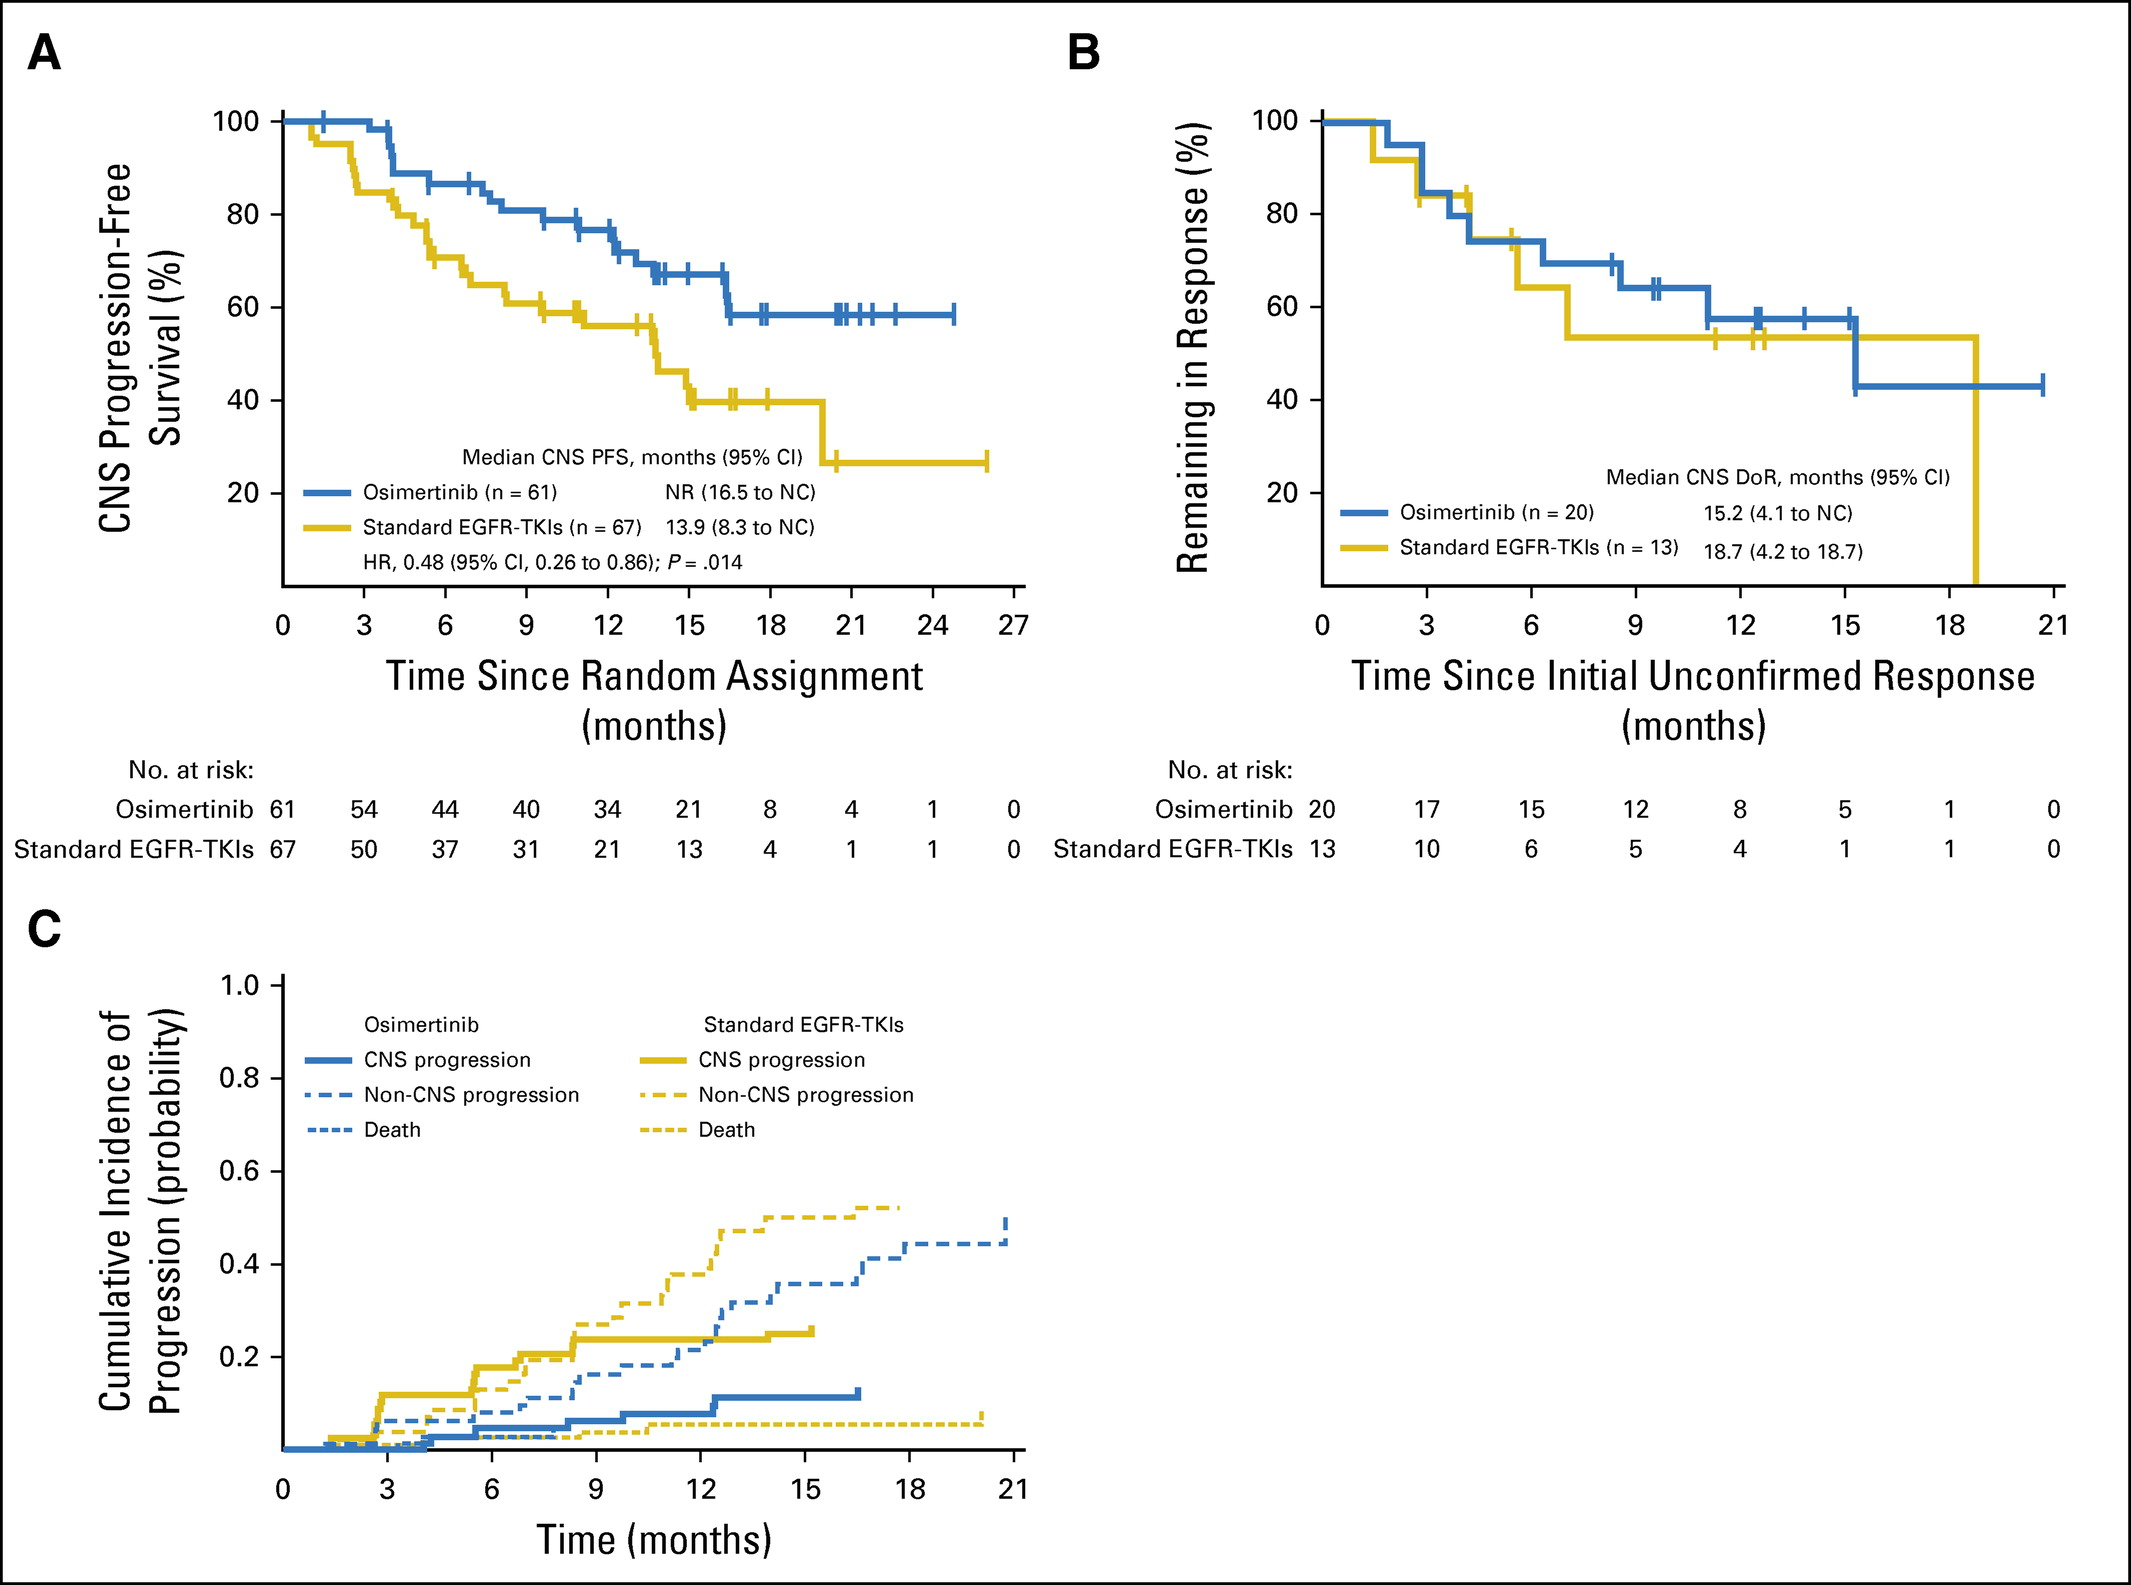 A
CNS Progression-Free
Survival (%)
100
80
60
40
20
Median CNS PFS, months (95% CI)
Osimertinib (n = 61) NR (16.5 to NC)
Standard EGFR-TKIs (n = 67) 13.9 (8.3 to NC)
HR, 0.48 (95% CI, 0.26 to 0.86); P = .014
0 3 6 9 12 15 18 21 24 27
Time Since Random Assignment
(months)
No. at risk:
Osimertinib 61 54 44 40 34 21 8 4 1 0
Standard EGFR-TKIs 67 50 37 31 21 13 4 1 1 0
B
Remaining in Response (%)
100
80
60
40
20
Median CNS DoR, months (95% CI)
Osimertinib (n = 20) 15.2 (4.1 to NC)
Standard EGFR-TKIs (n = 13) 18.7 (4.2 to 18.7)
0 3 6 9 12 15 18 21
Time Since Initial Unconfirmed Response
(months)
No. at risk:
Osimertinib 20 17 15 12 8 5 1 0
Standard EGFR-TKIs 13 10 6 5 4 1 1 0
C
Cumulative Incidence of
Progression (probability)
1.0
0.8
0.6
0.4
0.2
Osimertinib Standard EGFR-TKIs
CNS progression CNS progression
Non-CNS progression Non-CNS progression
Death Death
0 3 6 9 12 15 18 21
Time (months)